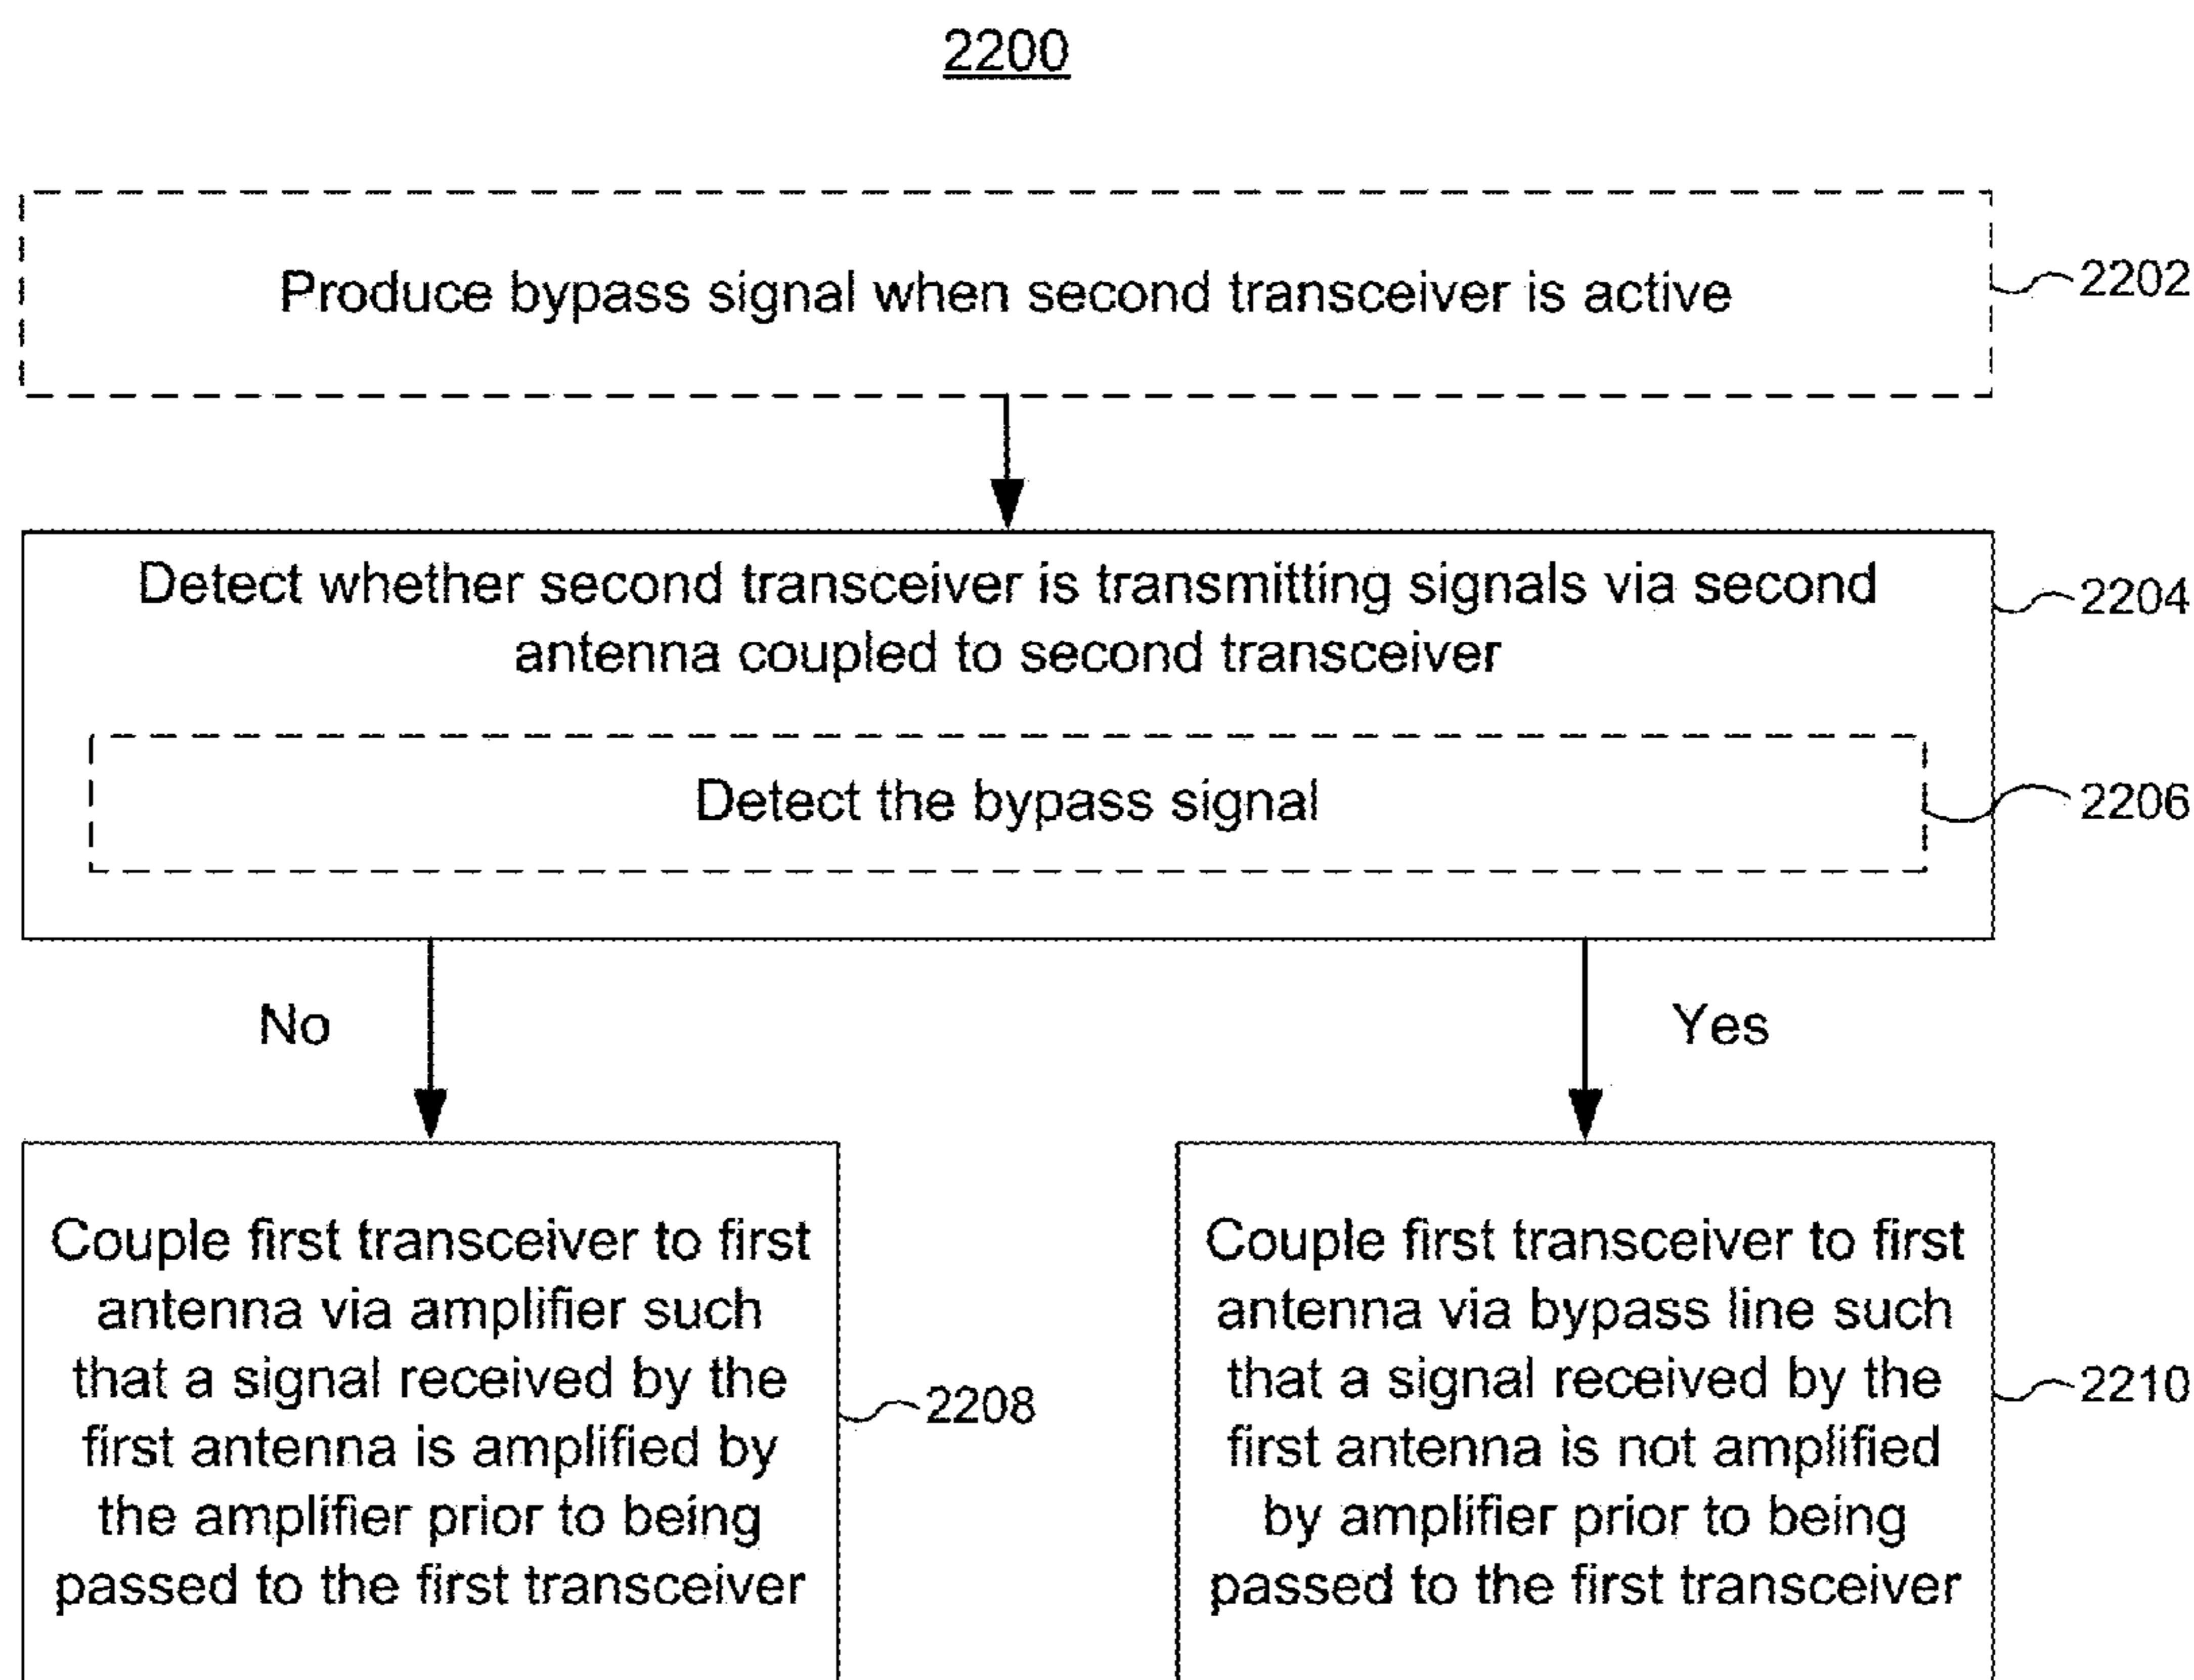 2200
Produce bypass signal when second transceiver is active
2202
Detect whether second transceiver is transmitting signals via second
antenna coupled to second transceiver
2204
Detect the bypass signal
2206
No
Yes
Couple first transceiver to first
antenna via amplifier such
that a signal received by the
first antenna is amplified by
the amplifier prior to being
passed to the first transceiver
2208
Couple first transceiver to first
antenna via bypass line such
that a signal received by the
first antenna is not amplified
by amplifier prior to being
passed to the first transceiver
2210